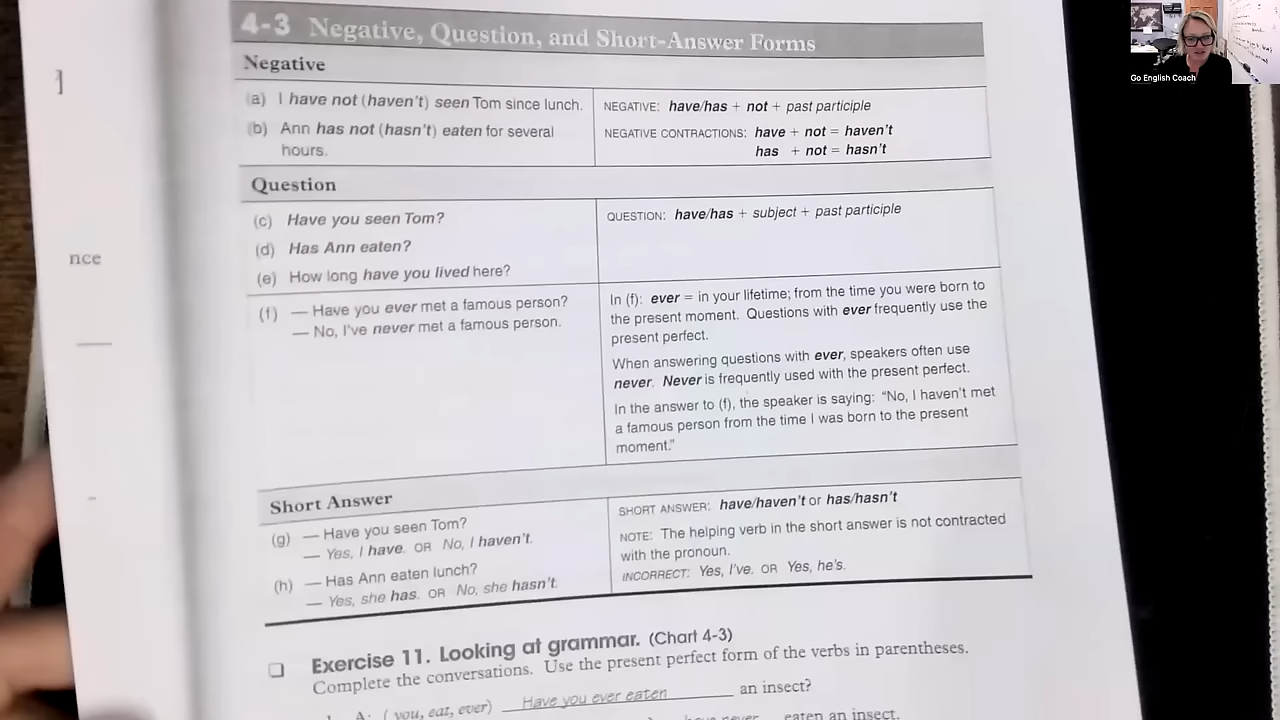 4-3 Negative, Question, and Short-Answer Forms
Negative
(a) I have not (haven't) seen Tom since lunch.
(b) Ann has not (hasn't) eaten for several
hours.
NEGATIVE: have/has + not + past participle
NEGATIVE CONTRACTIONS: have + not = haven't
has + not = hasn't
Question
(c) Have you seen Tom?
(d) Has Ann eaten?
(e) How long have you lived here?
QUESTION: have/has + subject + past participle
(f) — Have you ever met a famous person?
— No, I've never met a famous person.
In (f): ever = in your lifetime; from the time you were born to
the present moment. Questions with ever frequently use the
present perfect.
When answering questions with ever, speakers often use
never. Never is frequently used with the present perfect.
In the answer to (f), the speaker is saying: "No, I haven't met
a famous person from the time I was born to the present
moment."
Short Answer
(g) — Have you seen Tom?
— Yes, I have. OR No, I haven't.
(h) — Has Ann eaten lunch?
— Yes, she has. OR No, she hasn't.
SHORT ANSWER: have/haven't or has/hasn't
NOTE: The helping verb in the short answer is not contracted
with the pronoun.
INCORRECT: Yes, I've. OR Yes, he's.
Exercise 11. Looking at grammar. (Chart 4-3)
Complete the conversations. Use the present perfect form of the verbs in parentheses.
A: (you, eat, ever) Have you ever eaten an insect?
have never eaten an insect.
nce
Go English Coach